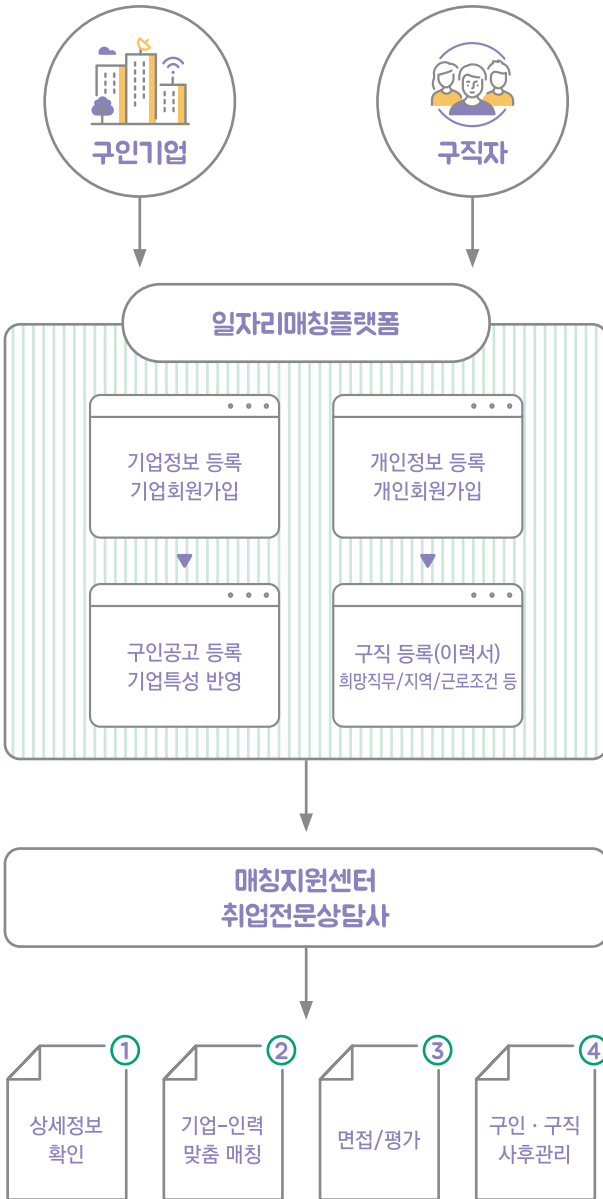 구인기업
구직자
일자리매칭플랫폼
기업정보 등록
기업회원가입
개인정보 등록
개인회원가입
구인공고 등록
기업특성 반영
구직 등록(이력서)
희망직무/지역/근로조건 등
매칭지원센터
취업전문상담사
1
상세정보
확인
2
기업-인력
맞춤 매칭
3
면접/평가
4
구인 · 구직
사후관리